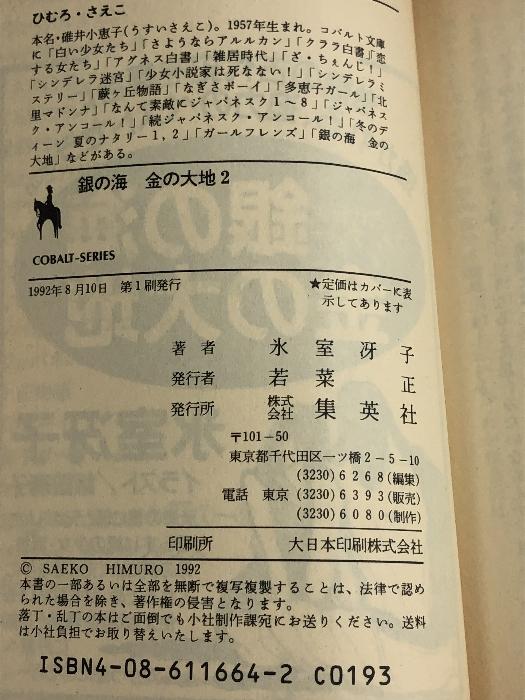 ひむろ・さえこ
本名・碓井小恵子(うすいさえこ)。1957年生まれ。コバルト文庫
に「白い少女たち」「さようならアルルカン」「クララ白書」「恋
する女たち」「アグネス白書」「雑居時代」「ざ・ちぇんじ!」
「シンデレラ迷宮」「少女小説家は死なない!」「シンデレラミ
ステリー」「蕨ヶ丘物語」「なぎさボーイ」「多恵子ガール」「北
里マドンナ」「なんて素敵にジャパネスク1〜8」「ジャパネス
ク・アンコール!」「続ジャパネスク・アンコール!」「冬のデ
ィーン 夏のナタリー1,2」「ガールフレンズ」「銀の海 金の
大地」などがある。
銀の海 金の大地2
COBALT-SERIES
1992年8月10日 第1刷発行
★定価はカバーに表
示してあります
著者 氷室冴子
発行者 若菜正
発行所 株式会社 集英社
〒101-50
東京都千代田区一ツ橋2-5-10
(3230)6268(編集)
電話 東京(3230)6393(販売)
(3230)6080(制作)
印刷所 大日本印刷株式会社
© SAEKO HIMURO 1992
本書の一部あるいは全部を無断で複写複製することは、法律で認め
られた場合を除き、著作権の侵害となります。
落丁・乱丁の本はご面倒でも小社制作課宛にお送りください。送料
は小社負担でお取り替えいたします。
ISBN4-08-611664-2 C0193